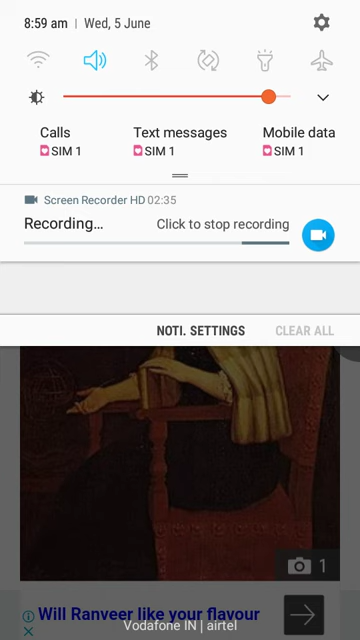 8:59 am | Wed, 5 June
Calls
SIM 1
Text messages
SIM 1
Mobile data
SIM 1
Screen Recorder HD 02:35
Recording...
Click to stop recording
NOTI. SETTINGS
CLEAR ALL
1
Will Ranveer like your flavour
Vodafone IN | airtel